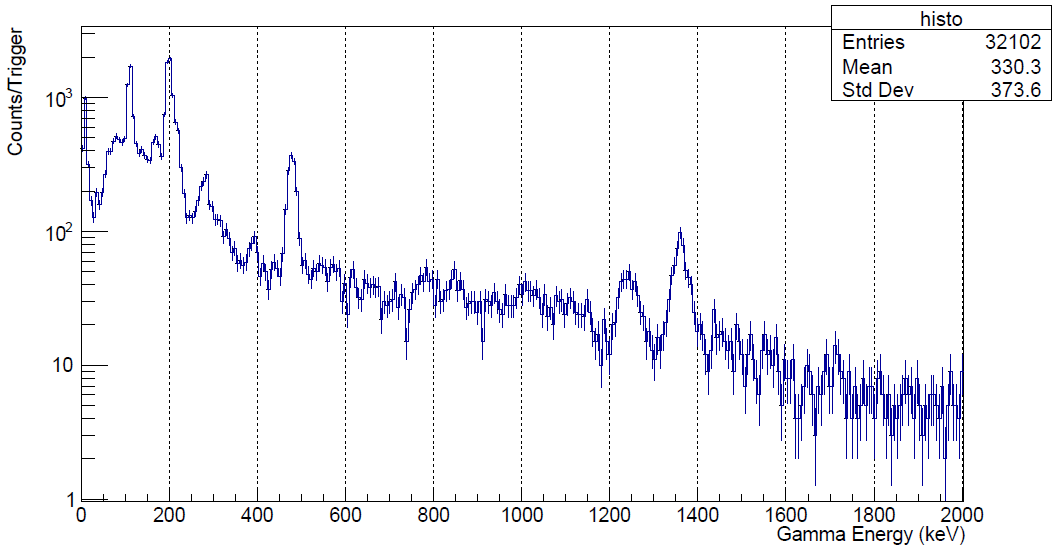 histo
Entries 32102
Mean 330.3
Std Dev 373.6
Counts/Trigger
10³
10²
10
1
0 200 400 600 800 1000 1200 1400 1600 1800 2000
Gamma Energy (keV)